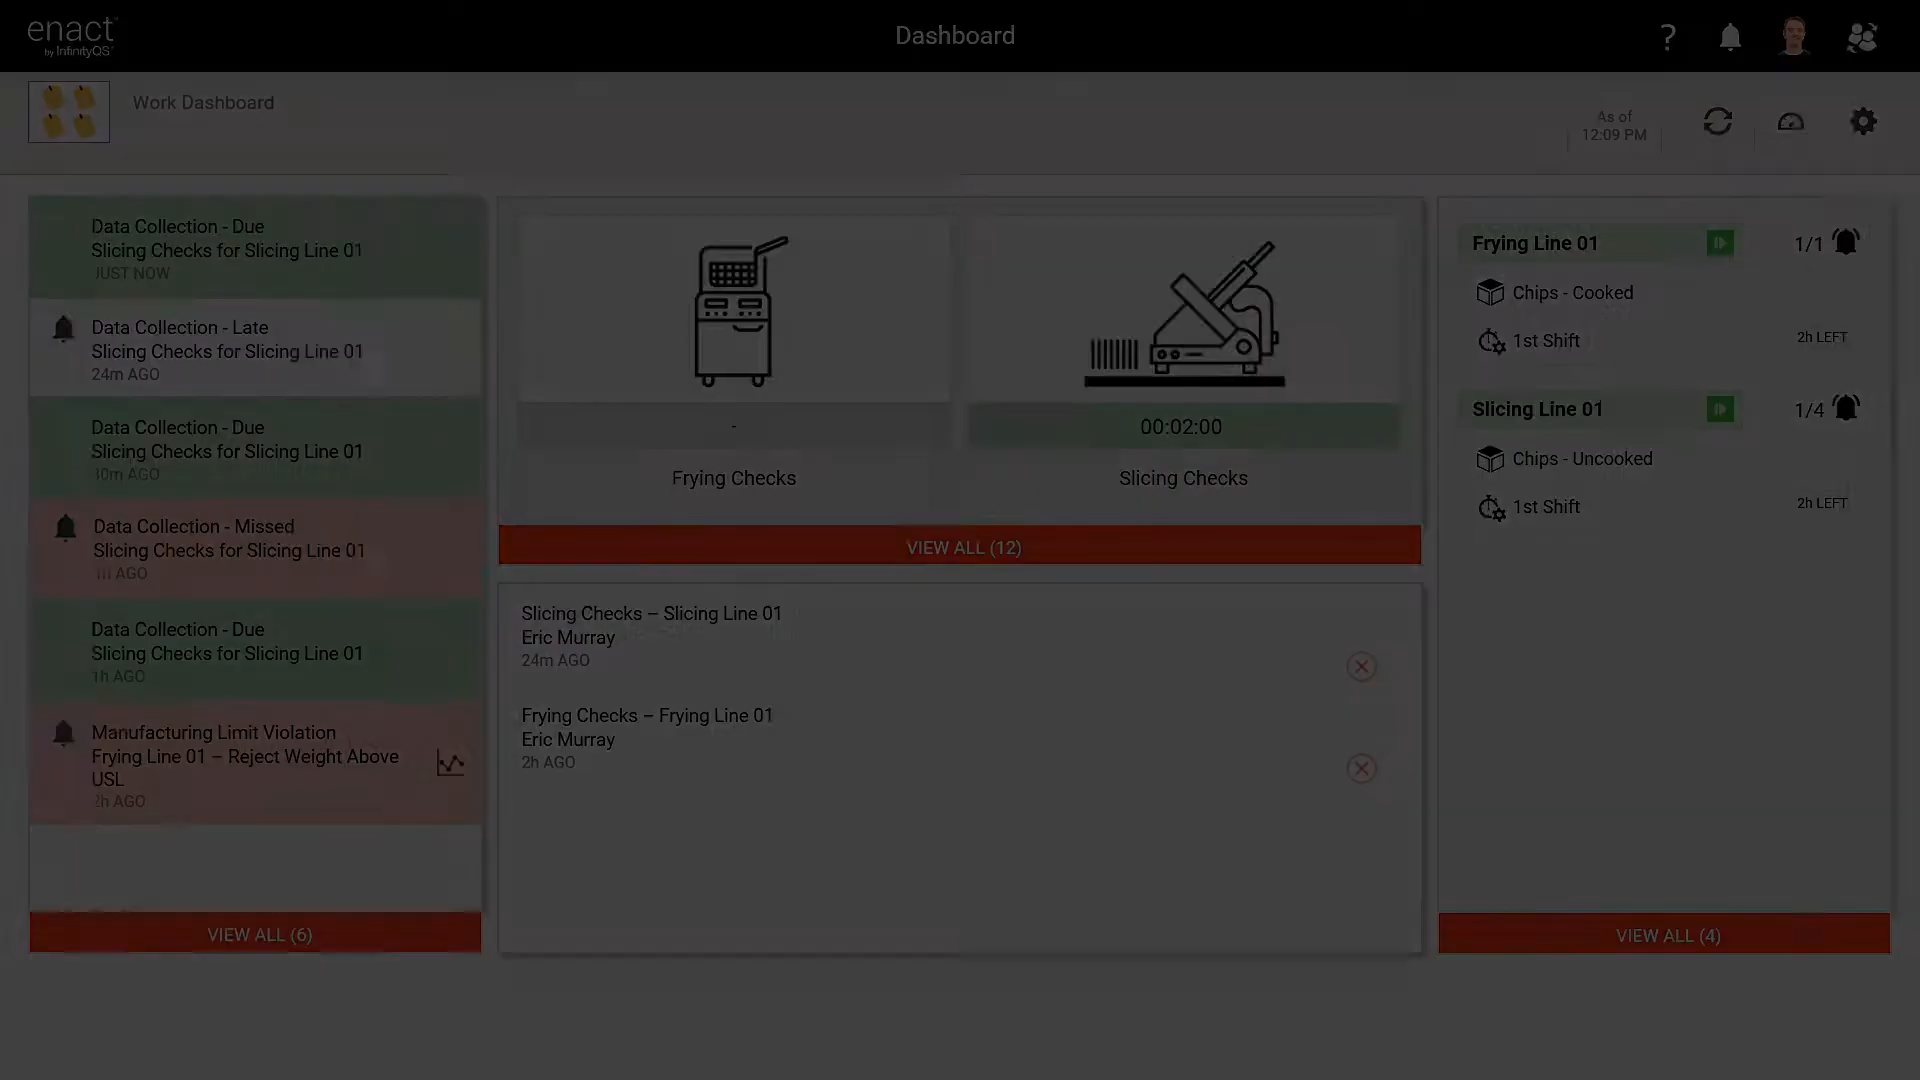 enact
by InfinityQS
Dashboard
?
Work Dashboard
As of
12:09 PM
Data Collection - Due
Slicing Checks for Slicing Line 01
JUST NOW
Data Collection - Late
Slicing Checks for Slicing Line 01
24m AGO
Data Collection - Due
Slicing Checks for Slicing Line 01
30m AGO
Data Collection - Missed
Slicing Checks for Slicing Line 01
1h AGO
Data Collection - Due
Slicing Checks for Slicing Line 01
1h AGO
Manufacturing Limit Violation
Frying Line 01 – Reject Weight Above
USL
2h AGO
VIEW ALL (6)
-
Frying Checks
00:02:00
Slicing Checks
VIEW ALL (12)
Slicing Checks – Slicing Line 01
Eric Murray
24m AGO
Frying Checks – Frying Line 01
Eric Murray
2h AGO
Frying Line 01
1/1
Chips - Cooked
1st Shift
2h LEFT
Slicing Line 01
1/4
Chips - Uncooked
1st Shift
2h LEFT
VIEW ALL (4)